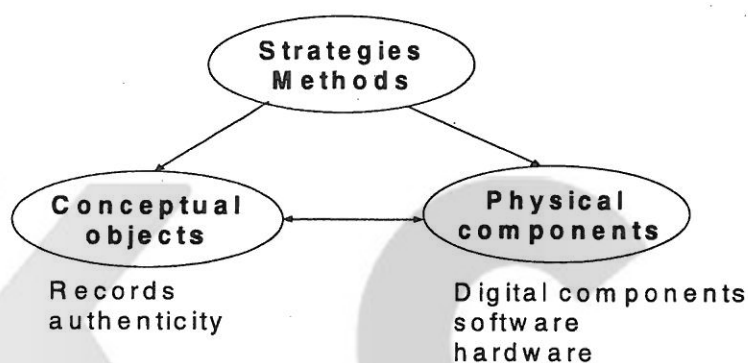 Strategies
Methods
Conceptual
objects
Physical
components
Records
authenticity
Digital components
software
hardware